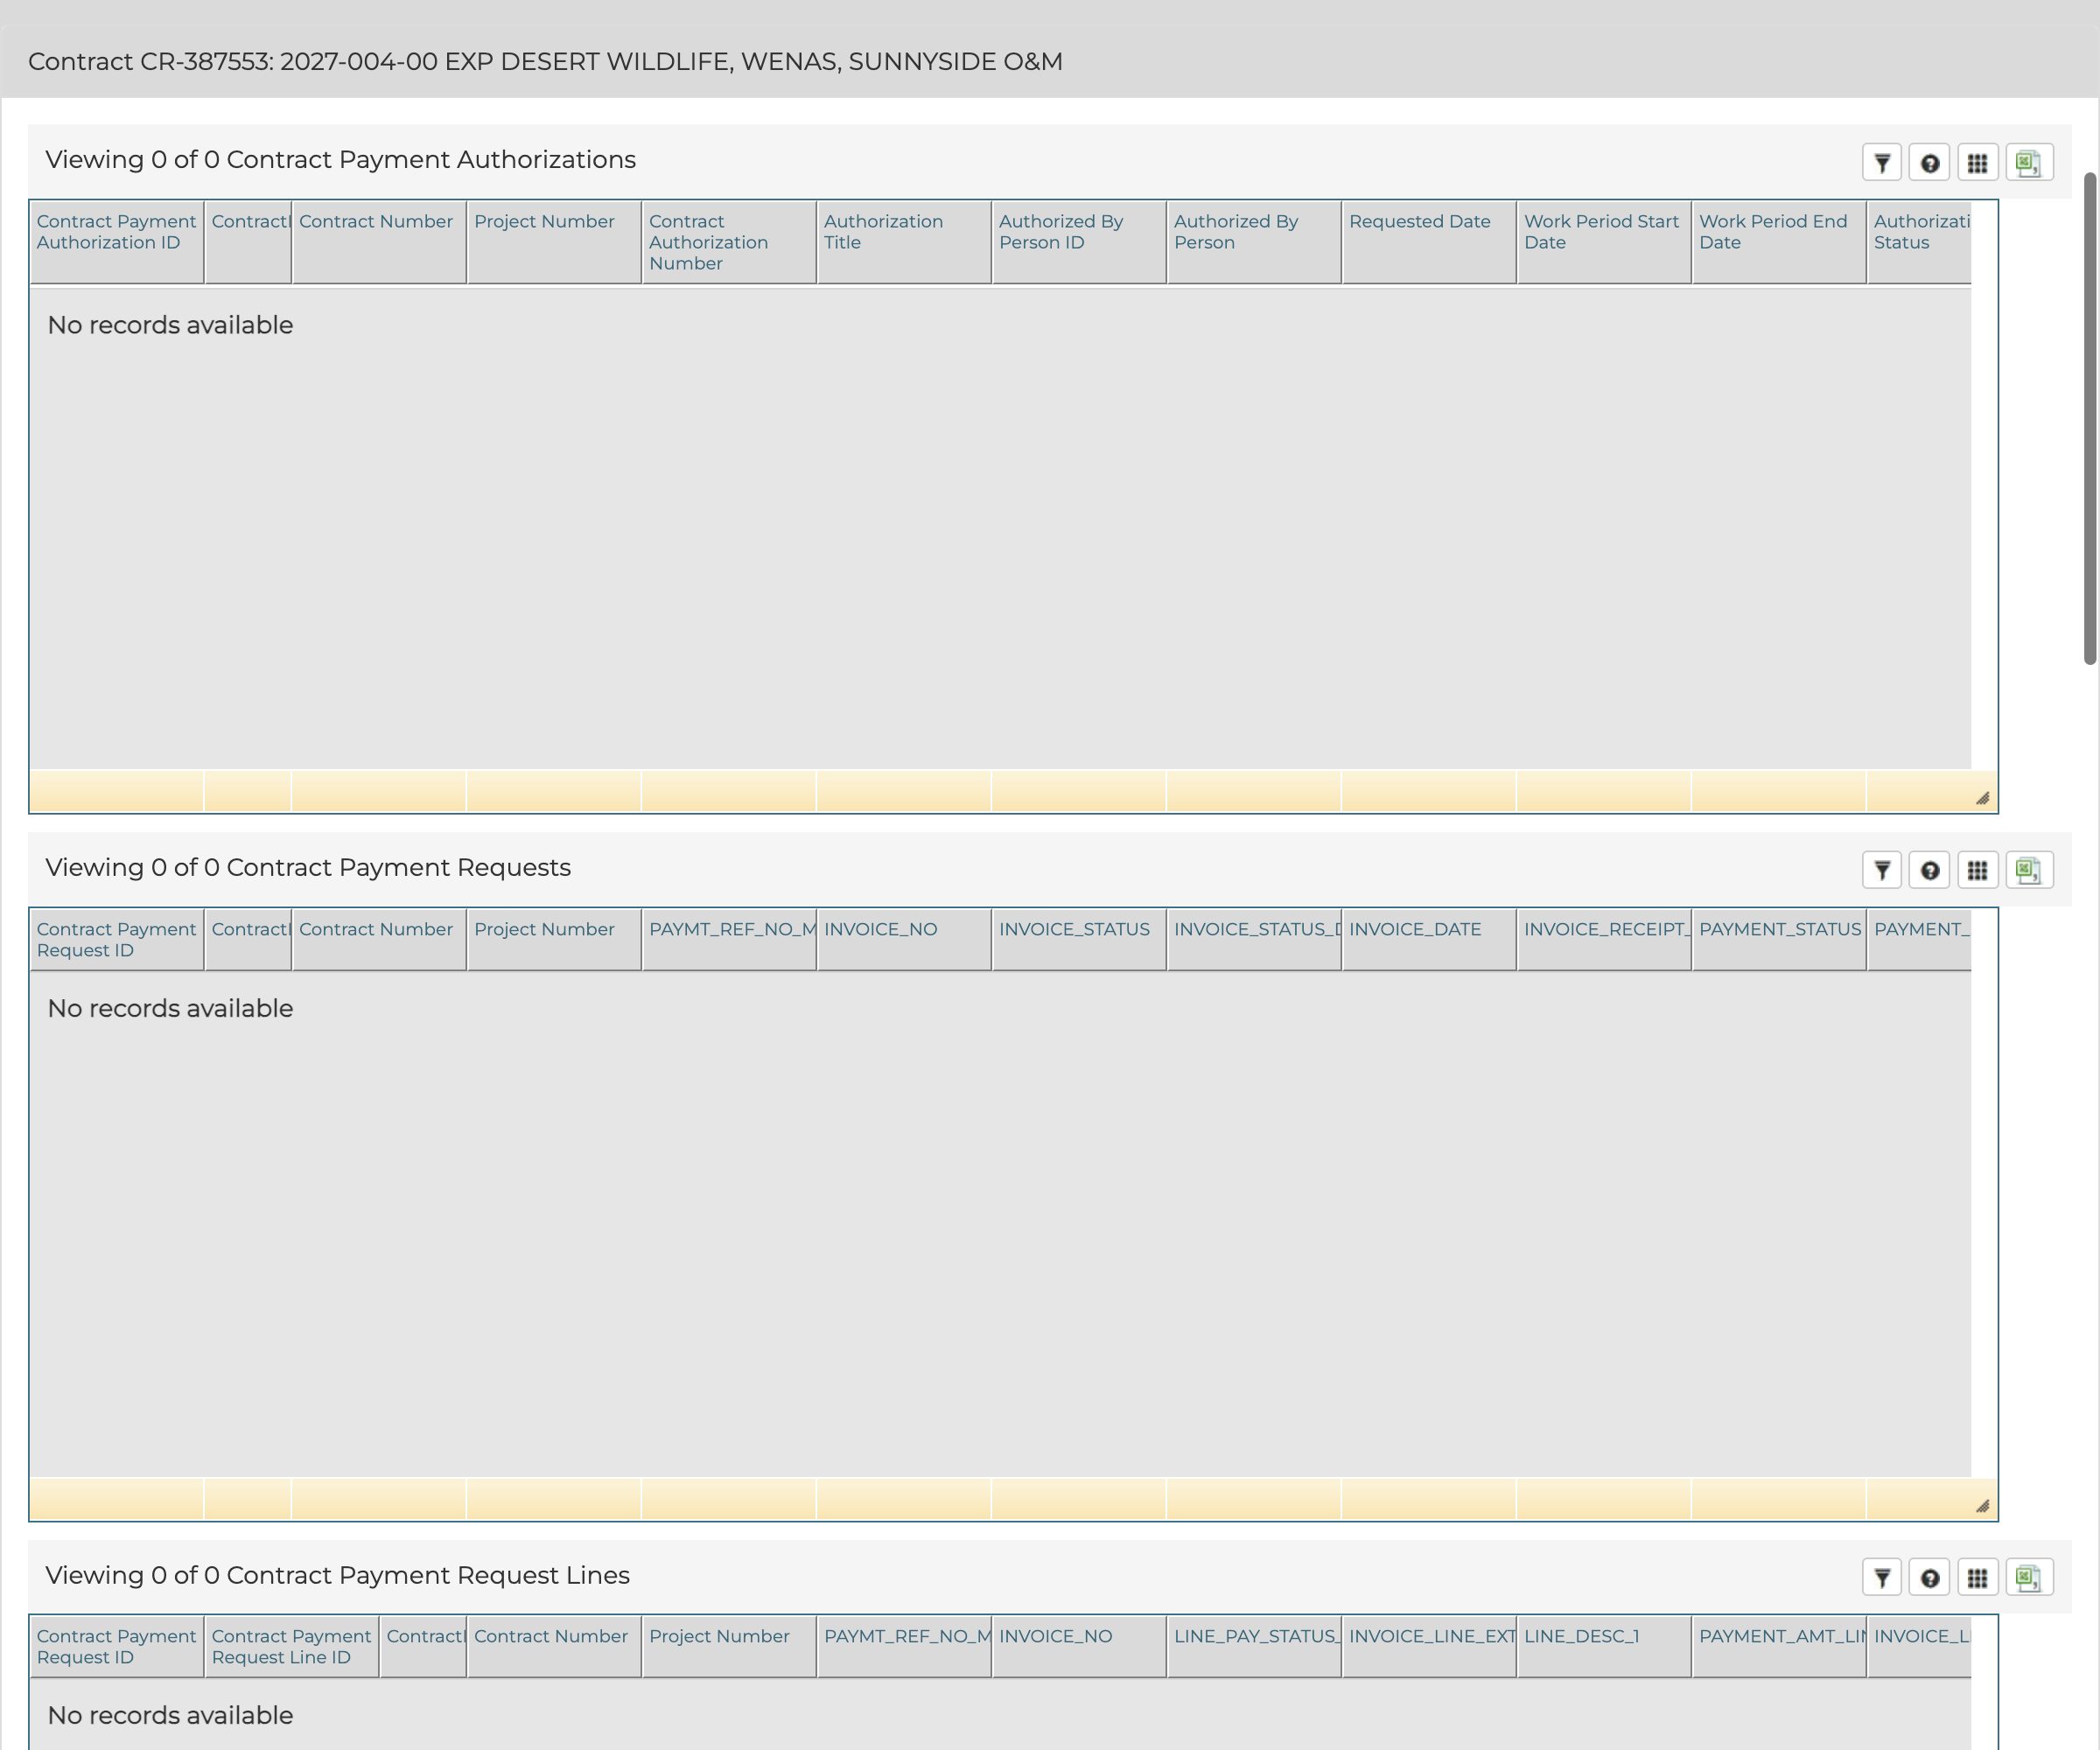 Contract CR-387553: 2027-004-00 EXP DESERT WILDLIFE, WENAS, SUNNYSIDE O&M
Viewing 0 of 0 Contract Payment Authorizations
Contract Payment Authorization ID
Contract
Contract Number
Project Number
Contract Authorization Number
Authorization Title
Authorized By Person ID
Authorized By Person
Requested Date
Work Period Start Date
Work Period End Date
Authorizati
Status
No records available
Viewing 0 of 0 Contract Payment Requests
Contract Payment Request ID
Contract
Contract Number
Project Number
PAYMT_REF_NO_M
INVOICE_NO
INVOICE_STATUS
INVOICE_STATUS_D
INVOICE_DATE
INVOICE_RECEIPT_
PAYMENT_STATUS
PAYMENT_
No records available
Viewing 0 of 0 Contract Payment Request Lines
Contract Payment Request ID
Contract Payment Request Line ID
Contract
Contract Number
Project Number
PAYMT_REF_NO_M
INVOICE_NO
LINE_PAY_STATUS_
INVOICE_LINE_EXT
LINE_DESC_1
PAYMENT_AMT_LIN
INVOICE_L
No records available